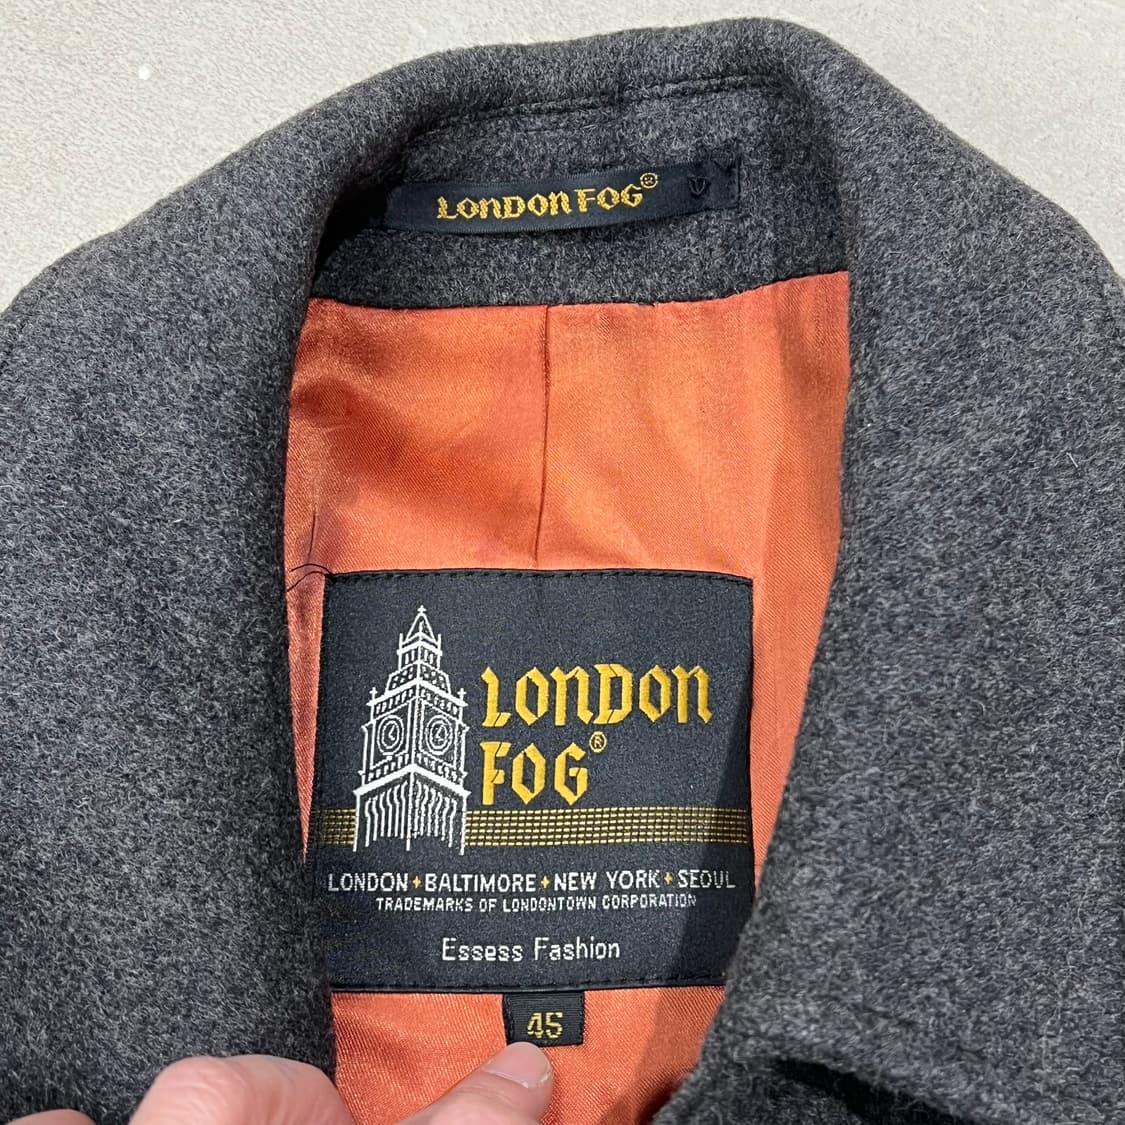 LONDON FOG®
LONDON
FOG®
LONDON+BALTIMORE+NEW YORK+SEOUL
TRADEMARKS OF LONDONTOWN CORPORATION
Essess Fashion
45